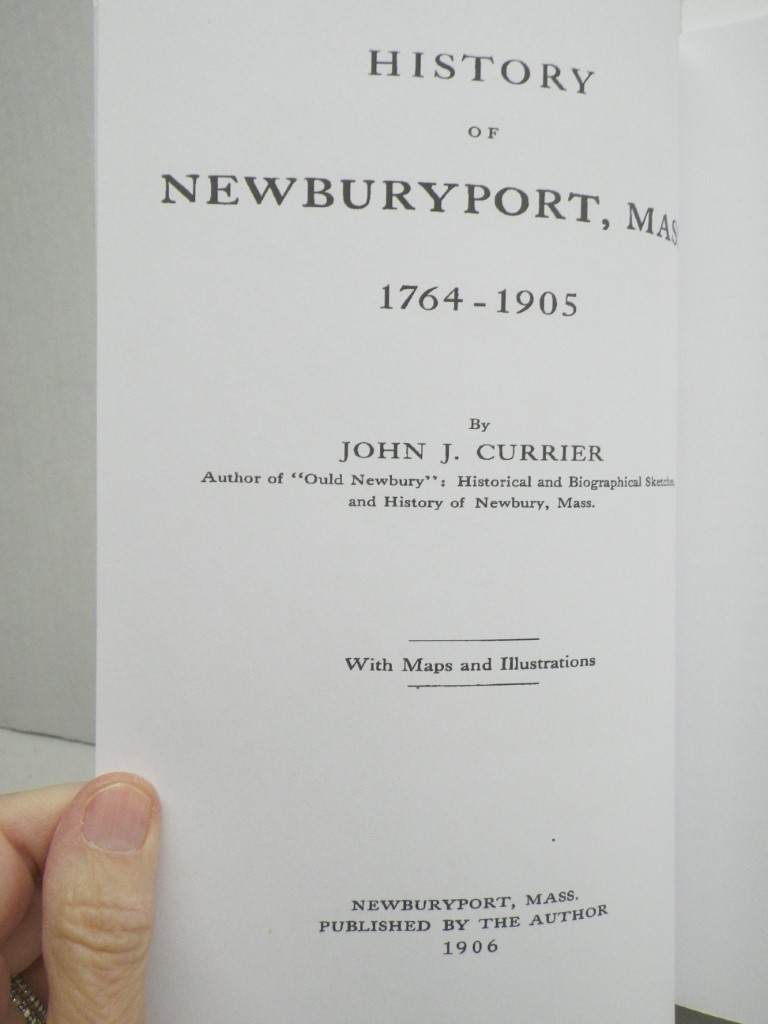 HISTORY
OF
NEWBURYPORT, MAS
1764-1905
By
JOHN J. CURRIER
Author of "Ould Newbury": Historical and Biographical Sketches
and History of Newbury, Mass.
With Maps and Illustrations
NEWBURYPORT, MASS.
PUBLISHED BY THE AUTHOR
1906